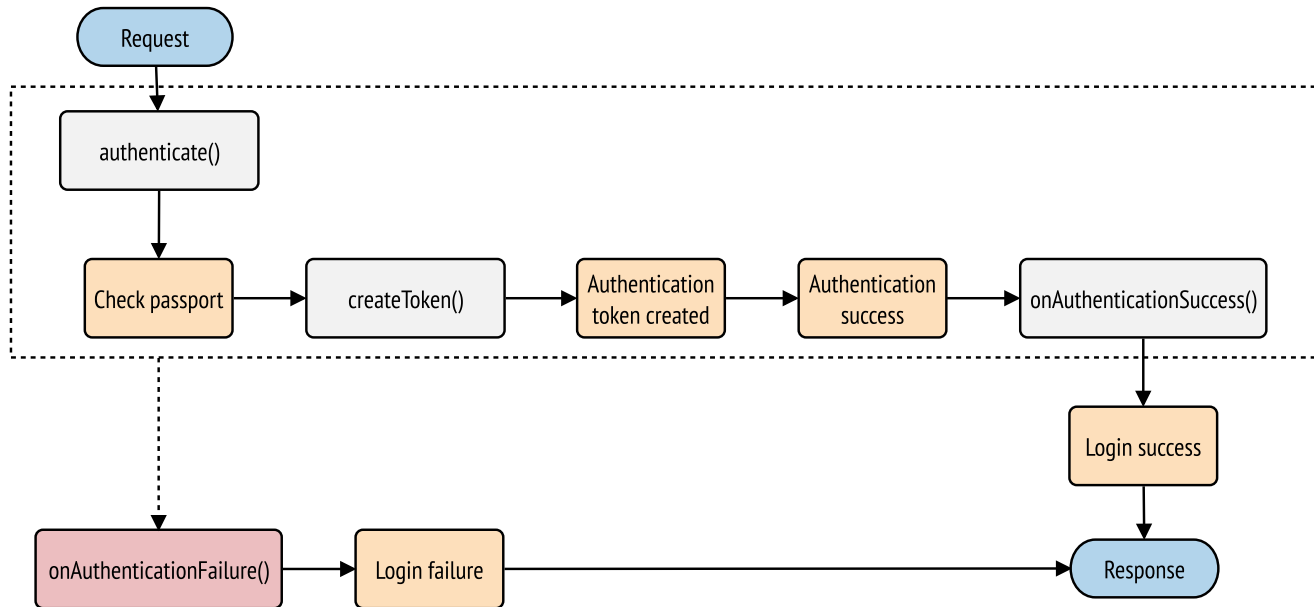 Request
authenticate()
Check passport
createToken()
Authentication
token created
Authentication
success
onAuthenticationSuccess()
Login success
onAuthenticationFailure()
Login failure
Response